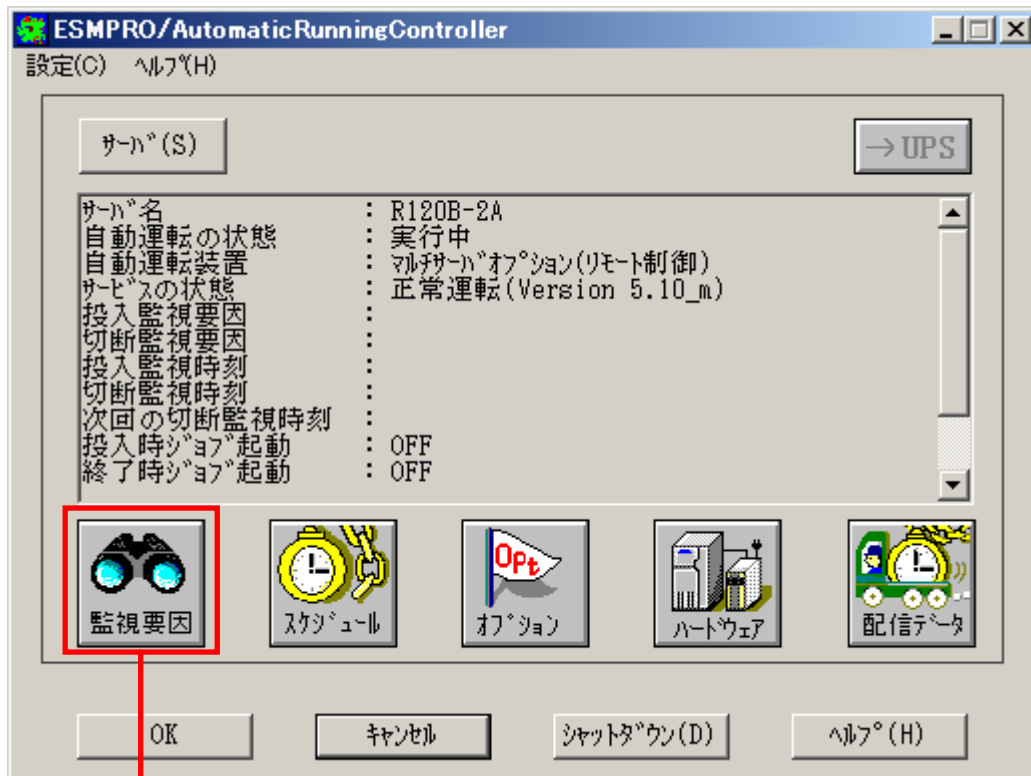 ESMPRO/AutomaticRunningController
設定(C) ﾍﾙﾌﾟ(H)
ｻｰﾊﾞ(S)
→UPS
ｻｰﾊﾞ名 : R120B-2A
自動運転の状態 : 実行中
自動運転装置 : ﾏﾙﾁｻｰﾊﾞｵﾌﾟｼｮﾝ(ﾘﾓｰﾄ制御)
ｻｰﾋﾞｽの状態 : 正常運転(Version 5.10_m)
投入監視要因 :
切断監視要因 :
投入監視時刻 :
切断監視時刻 :
次回の切断監視時刻 :
投入時ｼﾞｮﾌﾞ起動 : OFF
終了時ｼﾞｮﾌﾞ起動 : OFF
OPt
監視要因 ｽｹｼﾞｭｰﾙ ｵﾌﾟｼｮﾝ ﾊｰﾄﾞｳｪｱ 配信ﾃﾞｰﾀ
OK ｷｬﾝｾﾙ ｼｬｯﾄﾀﾞｳﾝ(D) ﾍﾙﾌﾟ(H)